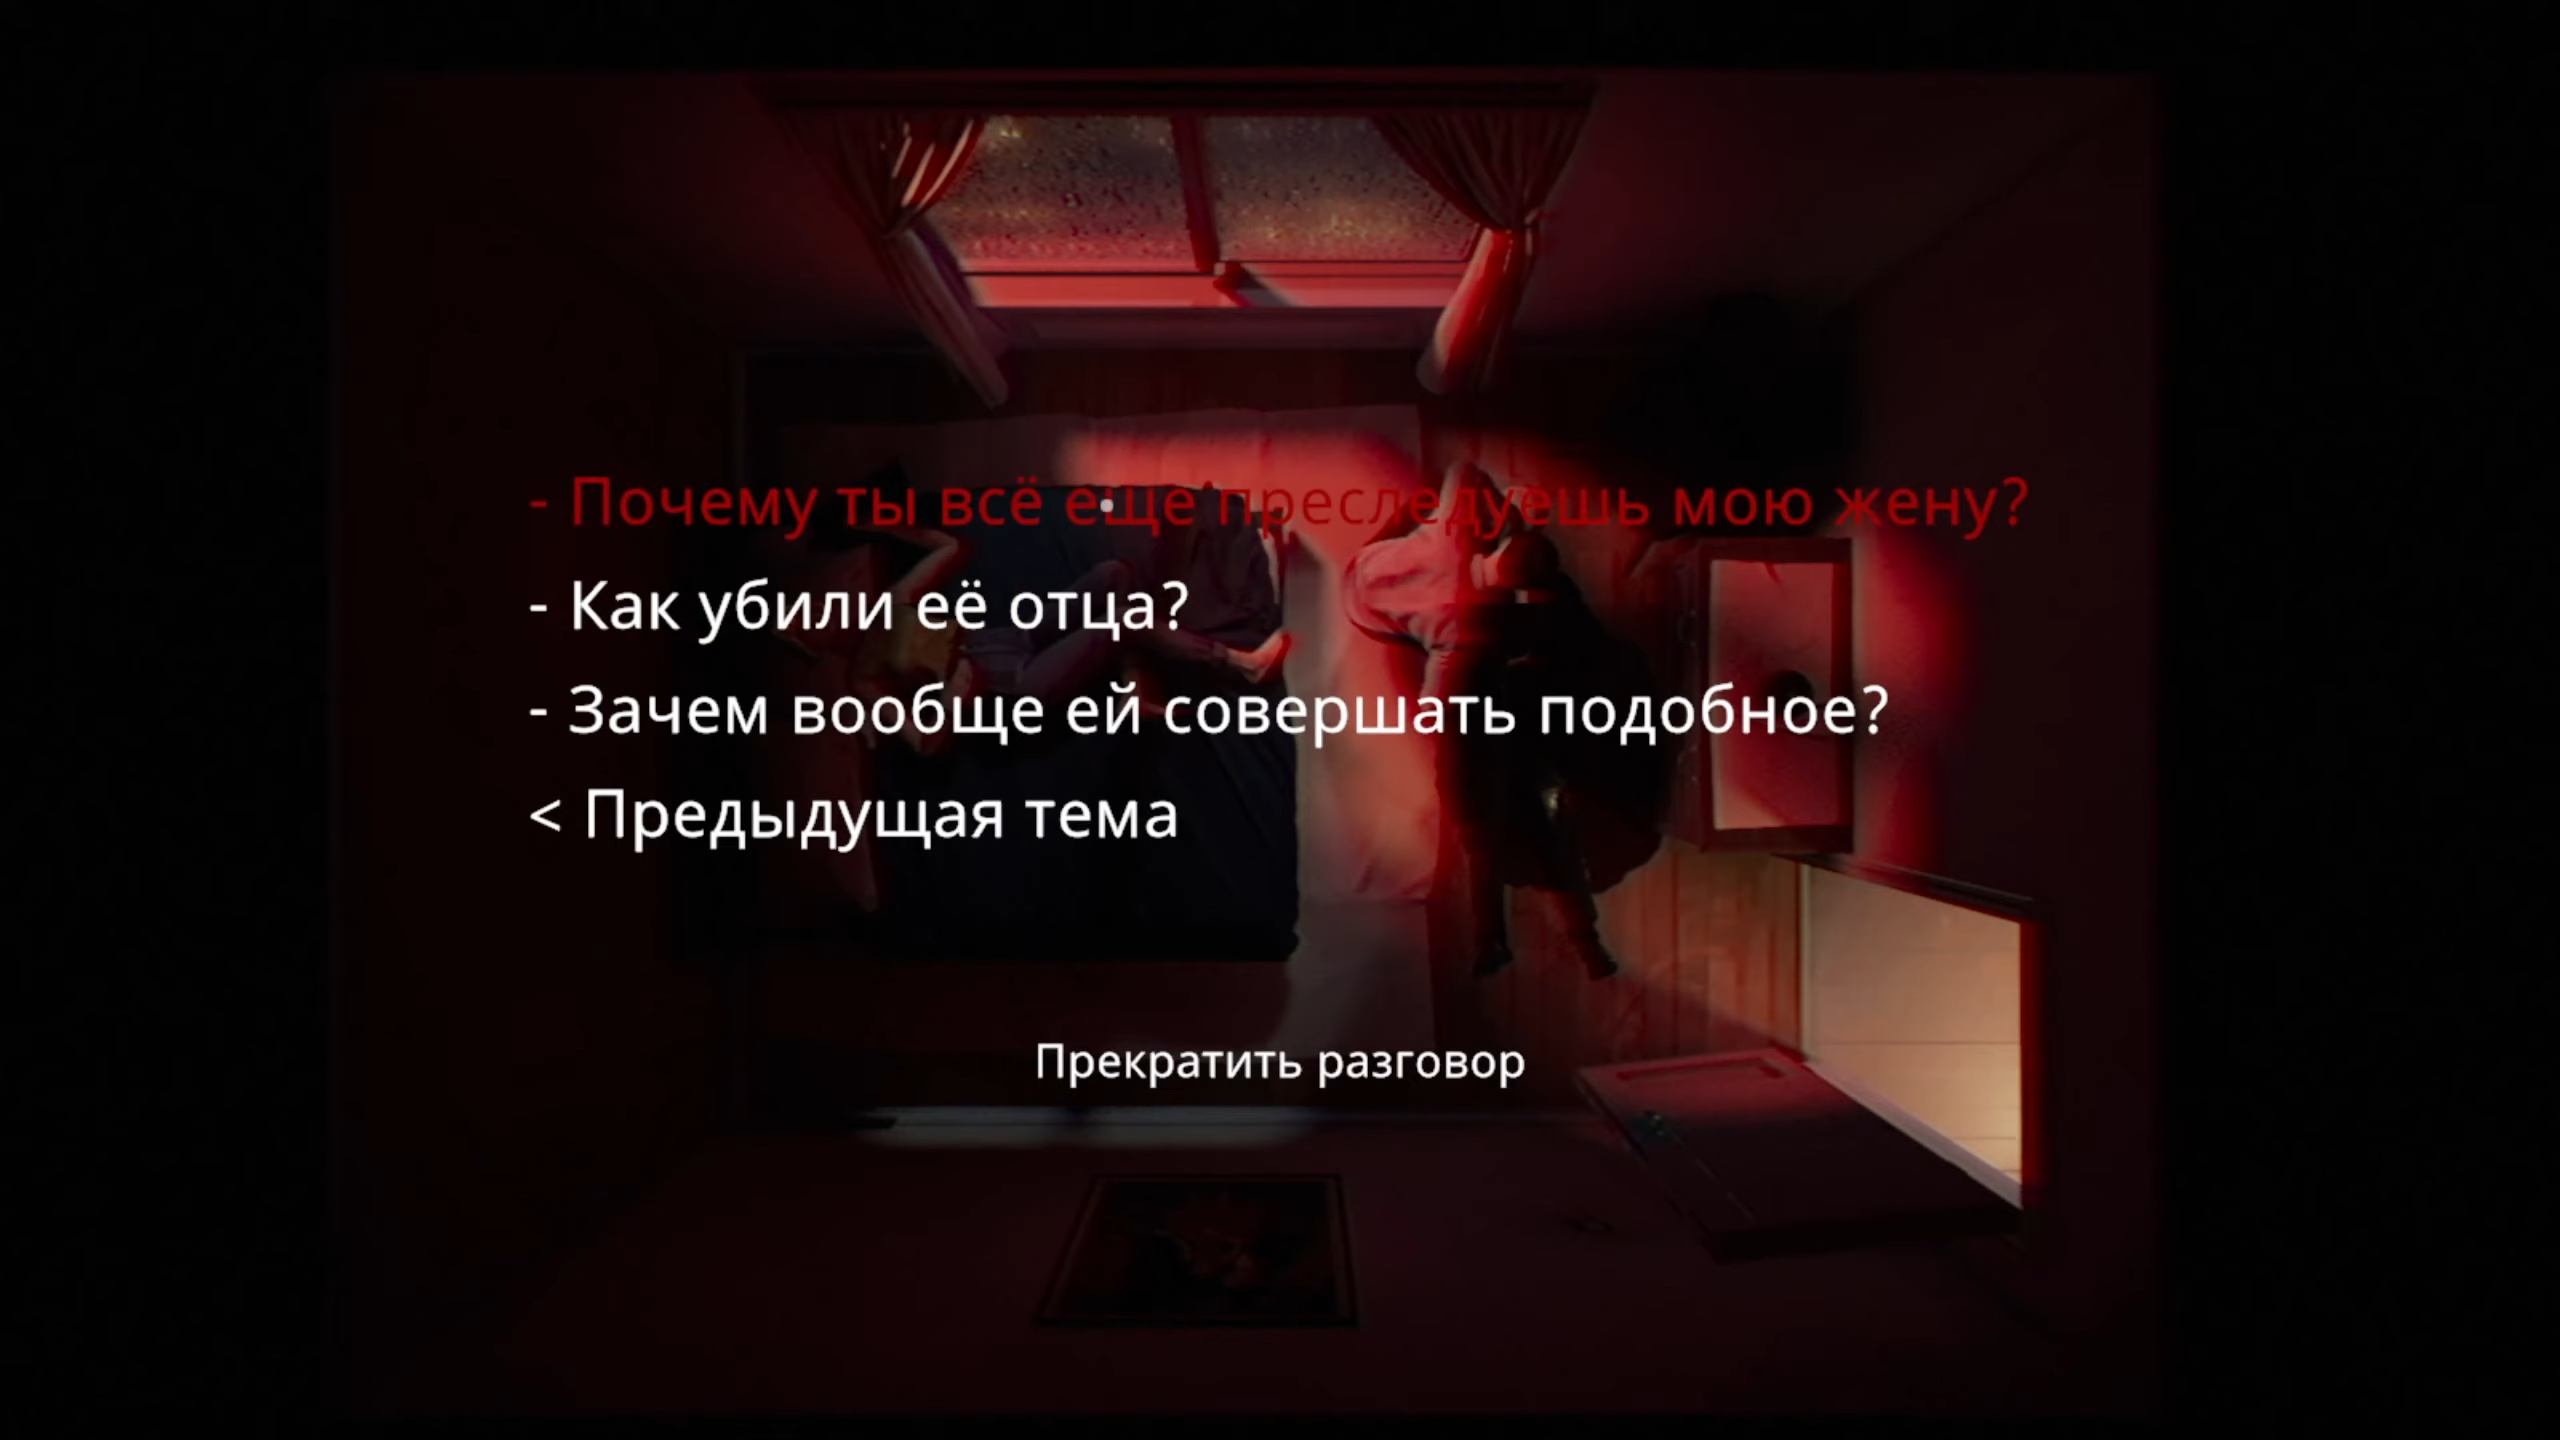 - Почему ты всё еще преследуешь мою жену?
- Как убили её отца?
- Зачем вообще ей совершать подобное?
< Предыдущая тема
Прекратить разговор